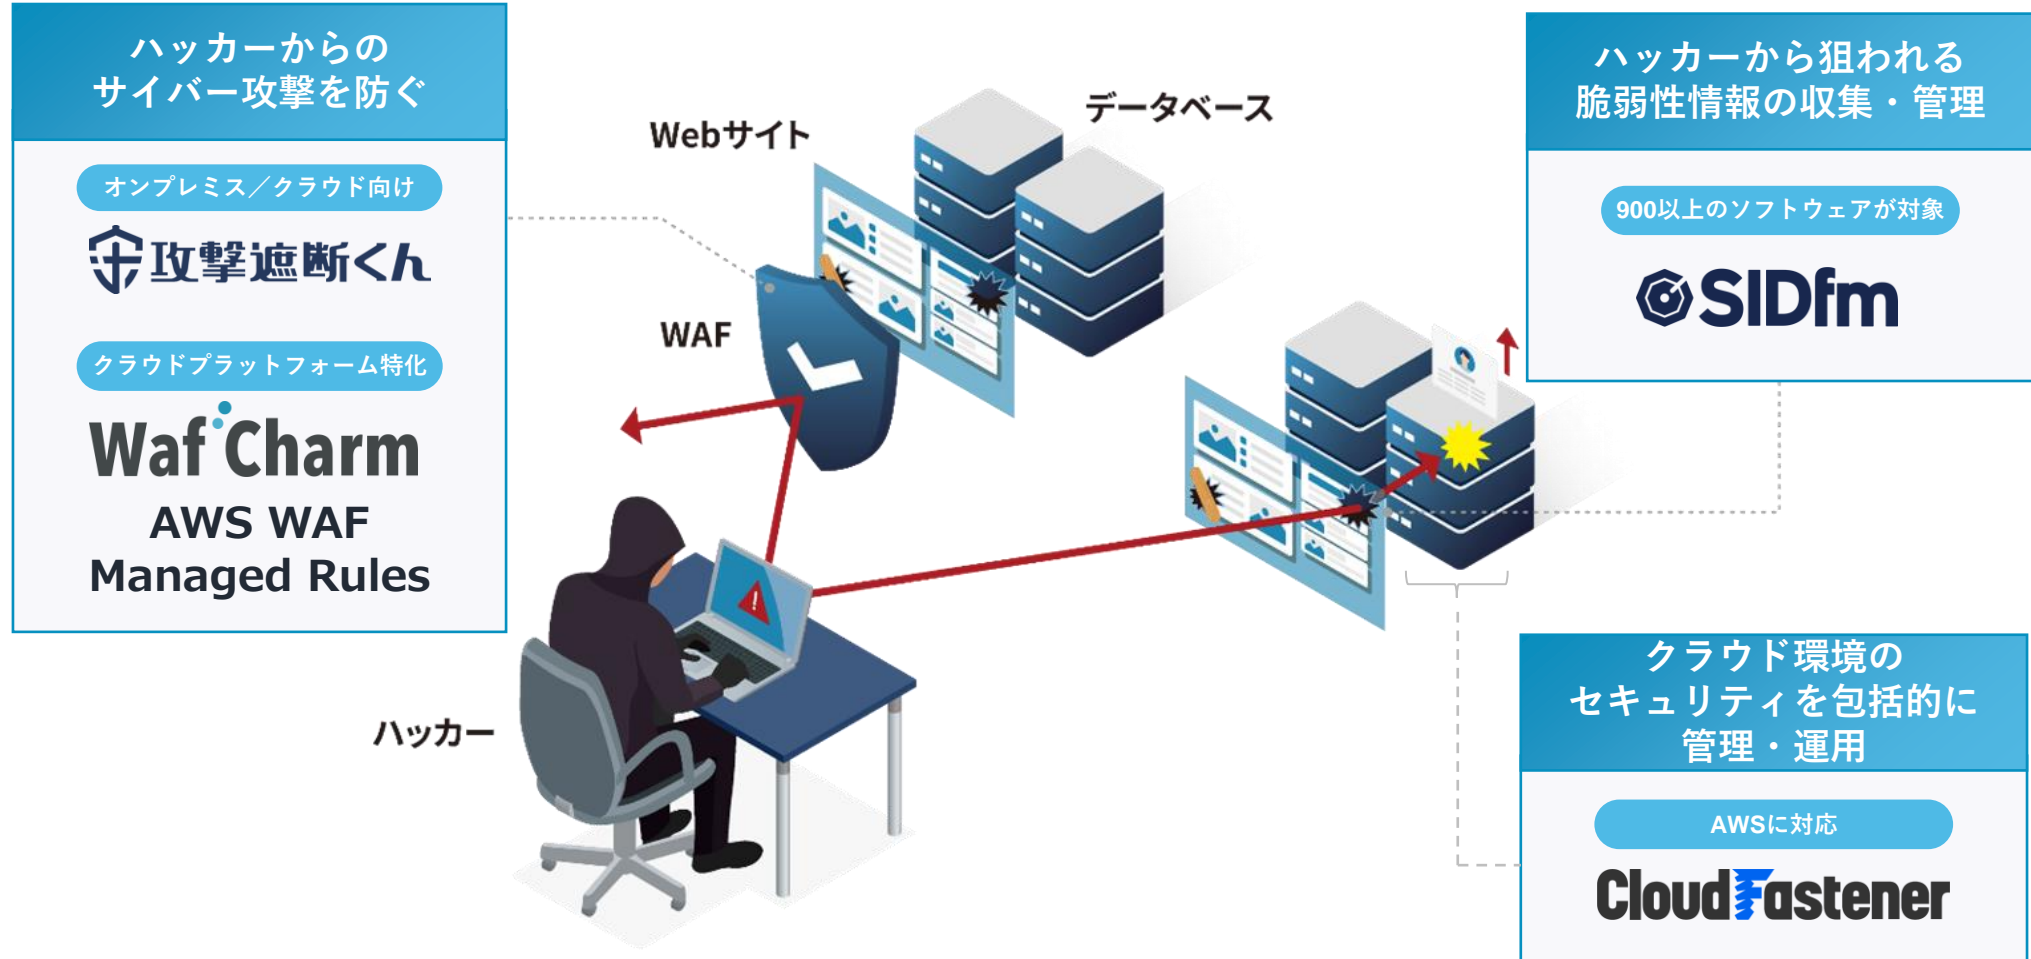 ハッカーからの
サイバー攻撃を防ぐ
オンプレミス／クラウド向け
攻撃遮断くん
クラウドプラットフォーム特化
WafCharm
AWS WAF
Managed Rules
Webサイト
データベース
WAF
ハッカー
ハッカーから狙われる
脆弱性情報の収集・管理
900以上のソフトウェアが対象
SIDfm
クラウド環境の
セキュリティを包括的に
管理・運用
AWSに対応
CloudFastener